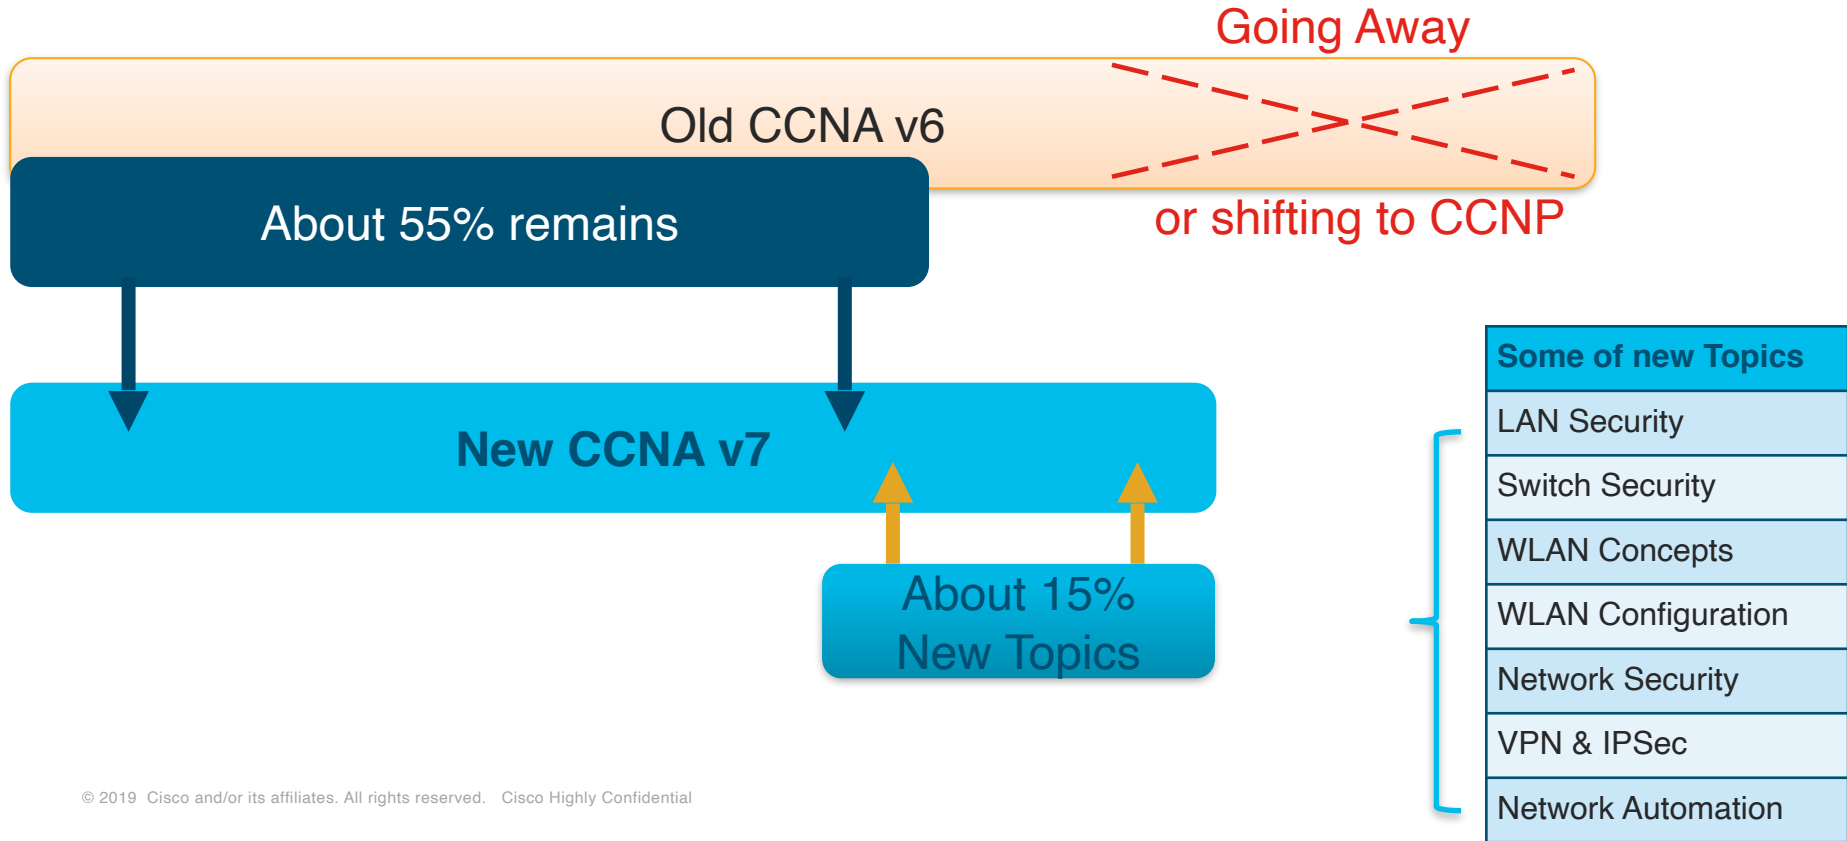 Going Away
Old CCNA v6
About 55% remains
or shifting to CCNP
New CCNA v7
About 15%
New Topics
Some of new Topics
LAN Security
Switch Security
WLAN Concepts
WLAN Configuration
Network Security
VPN & IPSec
Network Automation
© 2019 Cisco and/or its affiliates. All rights reserved. Cisco Highly Confidential